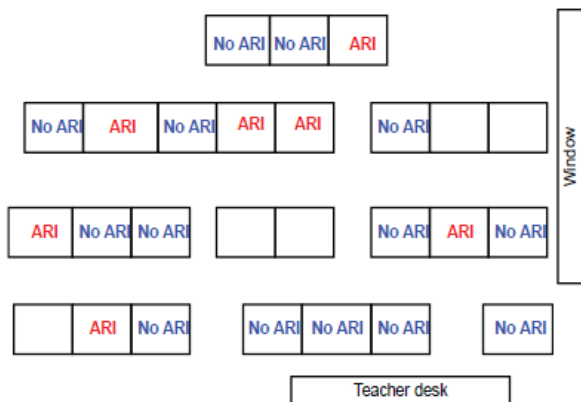 No ARI No ARI ARI
No ARI ARI No ARI ARI ARI No ARI
ARI No ARI No ARI No ARI ARI No ARI
ARI No ARI No ARI No ARI No ARI No ARI
Window
Teacher desk